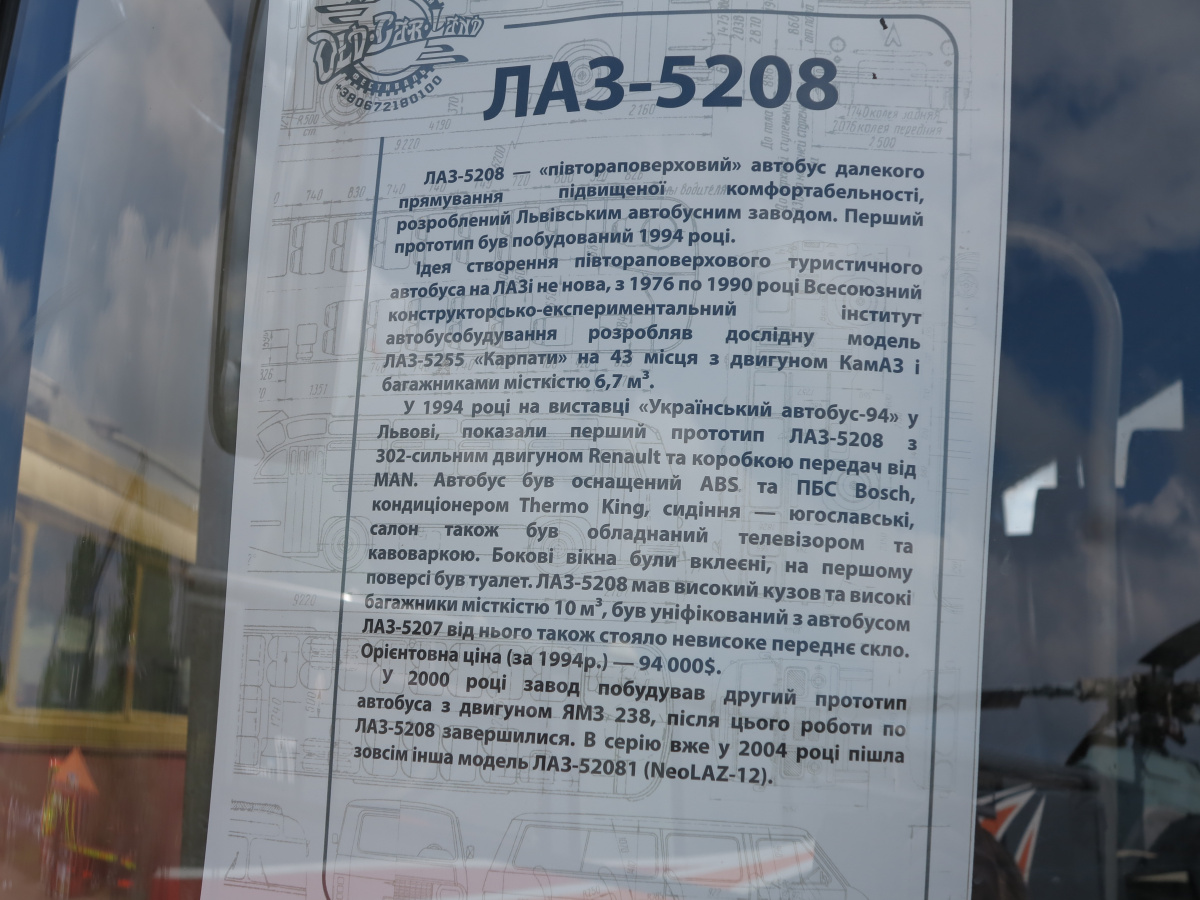 OLD CAR LAND
+380672180100
ЛАЗ-5208
ЛАЗ-5208 — «півтораповерховий» автобус далекого
прямування підвищеної комфортабельності,
розроблений Львівським автобусним заводом. Перший
прототип був побудований 1994 році.
Ідея створення півтораповерхового туристичного
автобуса на ЛАЗі не нова, з 1976 по 1990 році Всесоюзний
конструкторсько-експериментальний інститут
автобусобудування розробляв дослідну модель
ЛАЗ-5255 «Карпати» на 43 місця з двигуном КамАЗ і
багажниками місткістю 6,7 м³.
У 1994 році на виставці «Український автобус-94» у
Львові, показали перший прототип ЛАЗ-5208 з
302-сильним двигуном Renault та коробкою передач від
MAN. Автобус був оснащений ABS та ПБС Bosch,
кондиціонером Thermo King, сидіння — югославські,
салон також був обладнаний телевізором та
кавоваркою. Бокові вікна були вклеєні, на першому
поверсі був туалет. ЛАЗ-5208 мав високий кузов та високі
багажники місткістю 10 м³, був уніфікований з автобусом
ЛАЗ-5207 від нього також стояло невисоке переднє скло.
Орієнтовна ціна (за 1994р.) — 94 000$.
У 2000 році завод побудував другий прототип
автобуса з двигуном ЯМЗ 238, після цього роботи по
ЛАЗ-5208 завершилися. В серію вже у 2004 році пішла
зовсім інша модель ЛАЗ-52081 (NeoLAZ-12).